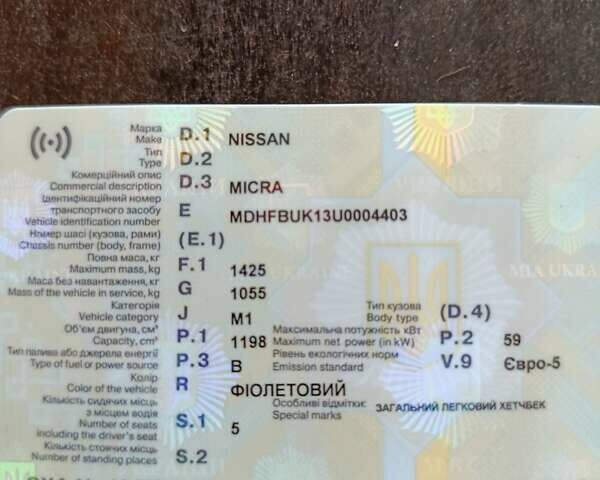 Марка
Make D.1 NISSAN
Тип
Type D.2
Комерційний опис
Commercial description D.3 MICRA
Ідентифікаційний номер
транспортного засобу
Vehicle identification number E MDHFBUK13U0004403
Номер шасі (кузова, рами)
Chassis number (body, frame) (E.1)
Повна маса, кг
Maximum mass, kg F.1 1425
Маса без навантаження, кг
Mass of the vehicle in service, kg G 1055
Категорія
Vehicle category J M1
Тип кузова
Body type (D.4)
Об'єм двигуна, см³
Capacity, cm³ P.1 1198
Максимальна потужність кВт
Maximum net power (in kW) P.2 59
Тип палива або джерела енергії
Type of fuel or power source P.3 B
Рівень екологічних норм
Emission standard V.9 Євро-5
Колір
Color of the vehicle R ФІОЛЕТОВИЙ
Кількість сидячих місць
з місцем водія
Number of seats
including the driver's seat S.1 5
Особливі відмітки:
Special marks ЗАГАЛЬНИЙ ЛЕГКОВИЙ ХЕТЧБЕК
Кількість стоячих місць
Number of standing places S.2
MIA UKRAINE